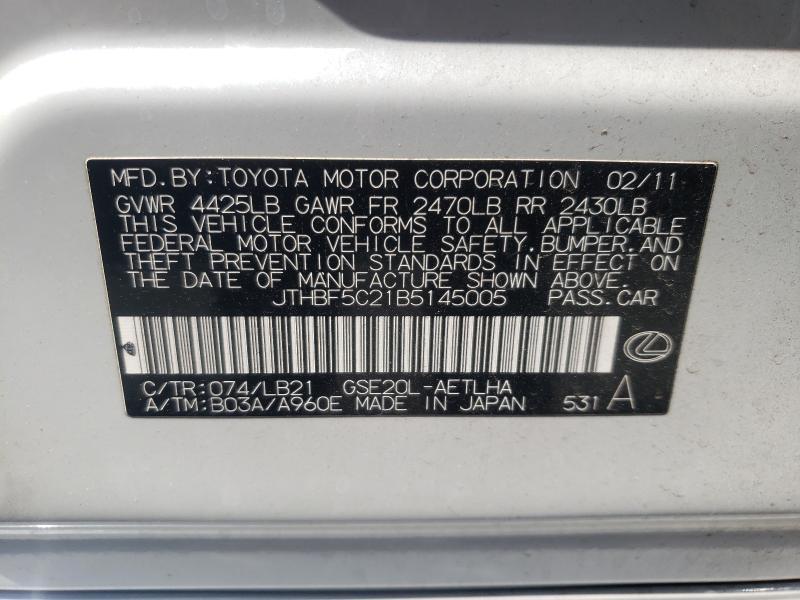 MFD.BY:TOYOTA MOTOR CORPORATION 02/11
GVWR 4425LB GAWR FR 2470LB RR 2430LB
THIS VEHICLE CONFORMS TO ALL APPLICABLE
FEDERAL MOTOR VEHICLE SAFETY.BUMPER.AND
THEFT PREVENTION STANDARDS IN EFFECT ON
THE DATE OF MANUFACTURE SHOWN ABOVE.
JTHBF5C21B5145005 PASS.CAR
C/TR:074/LB21 GSE20L-AETLHA
A/TM:B03A/A960E MADE IN JAPAN 531 A